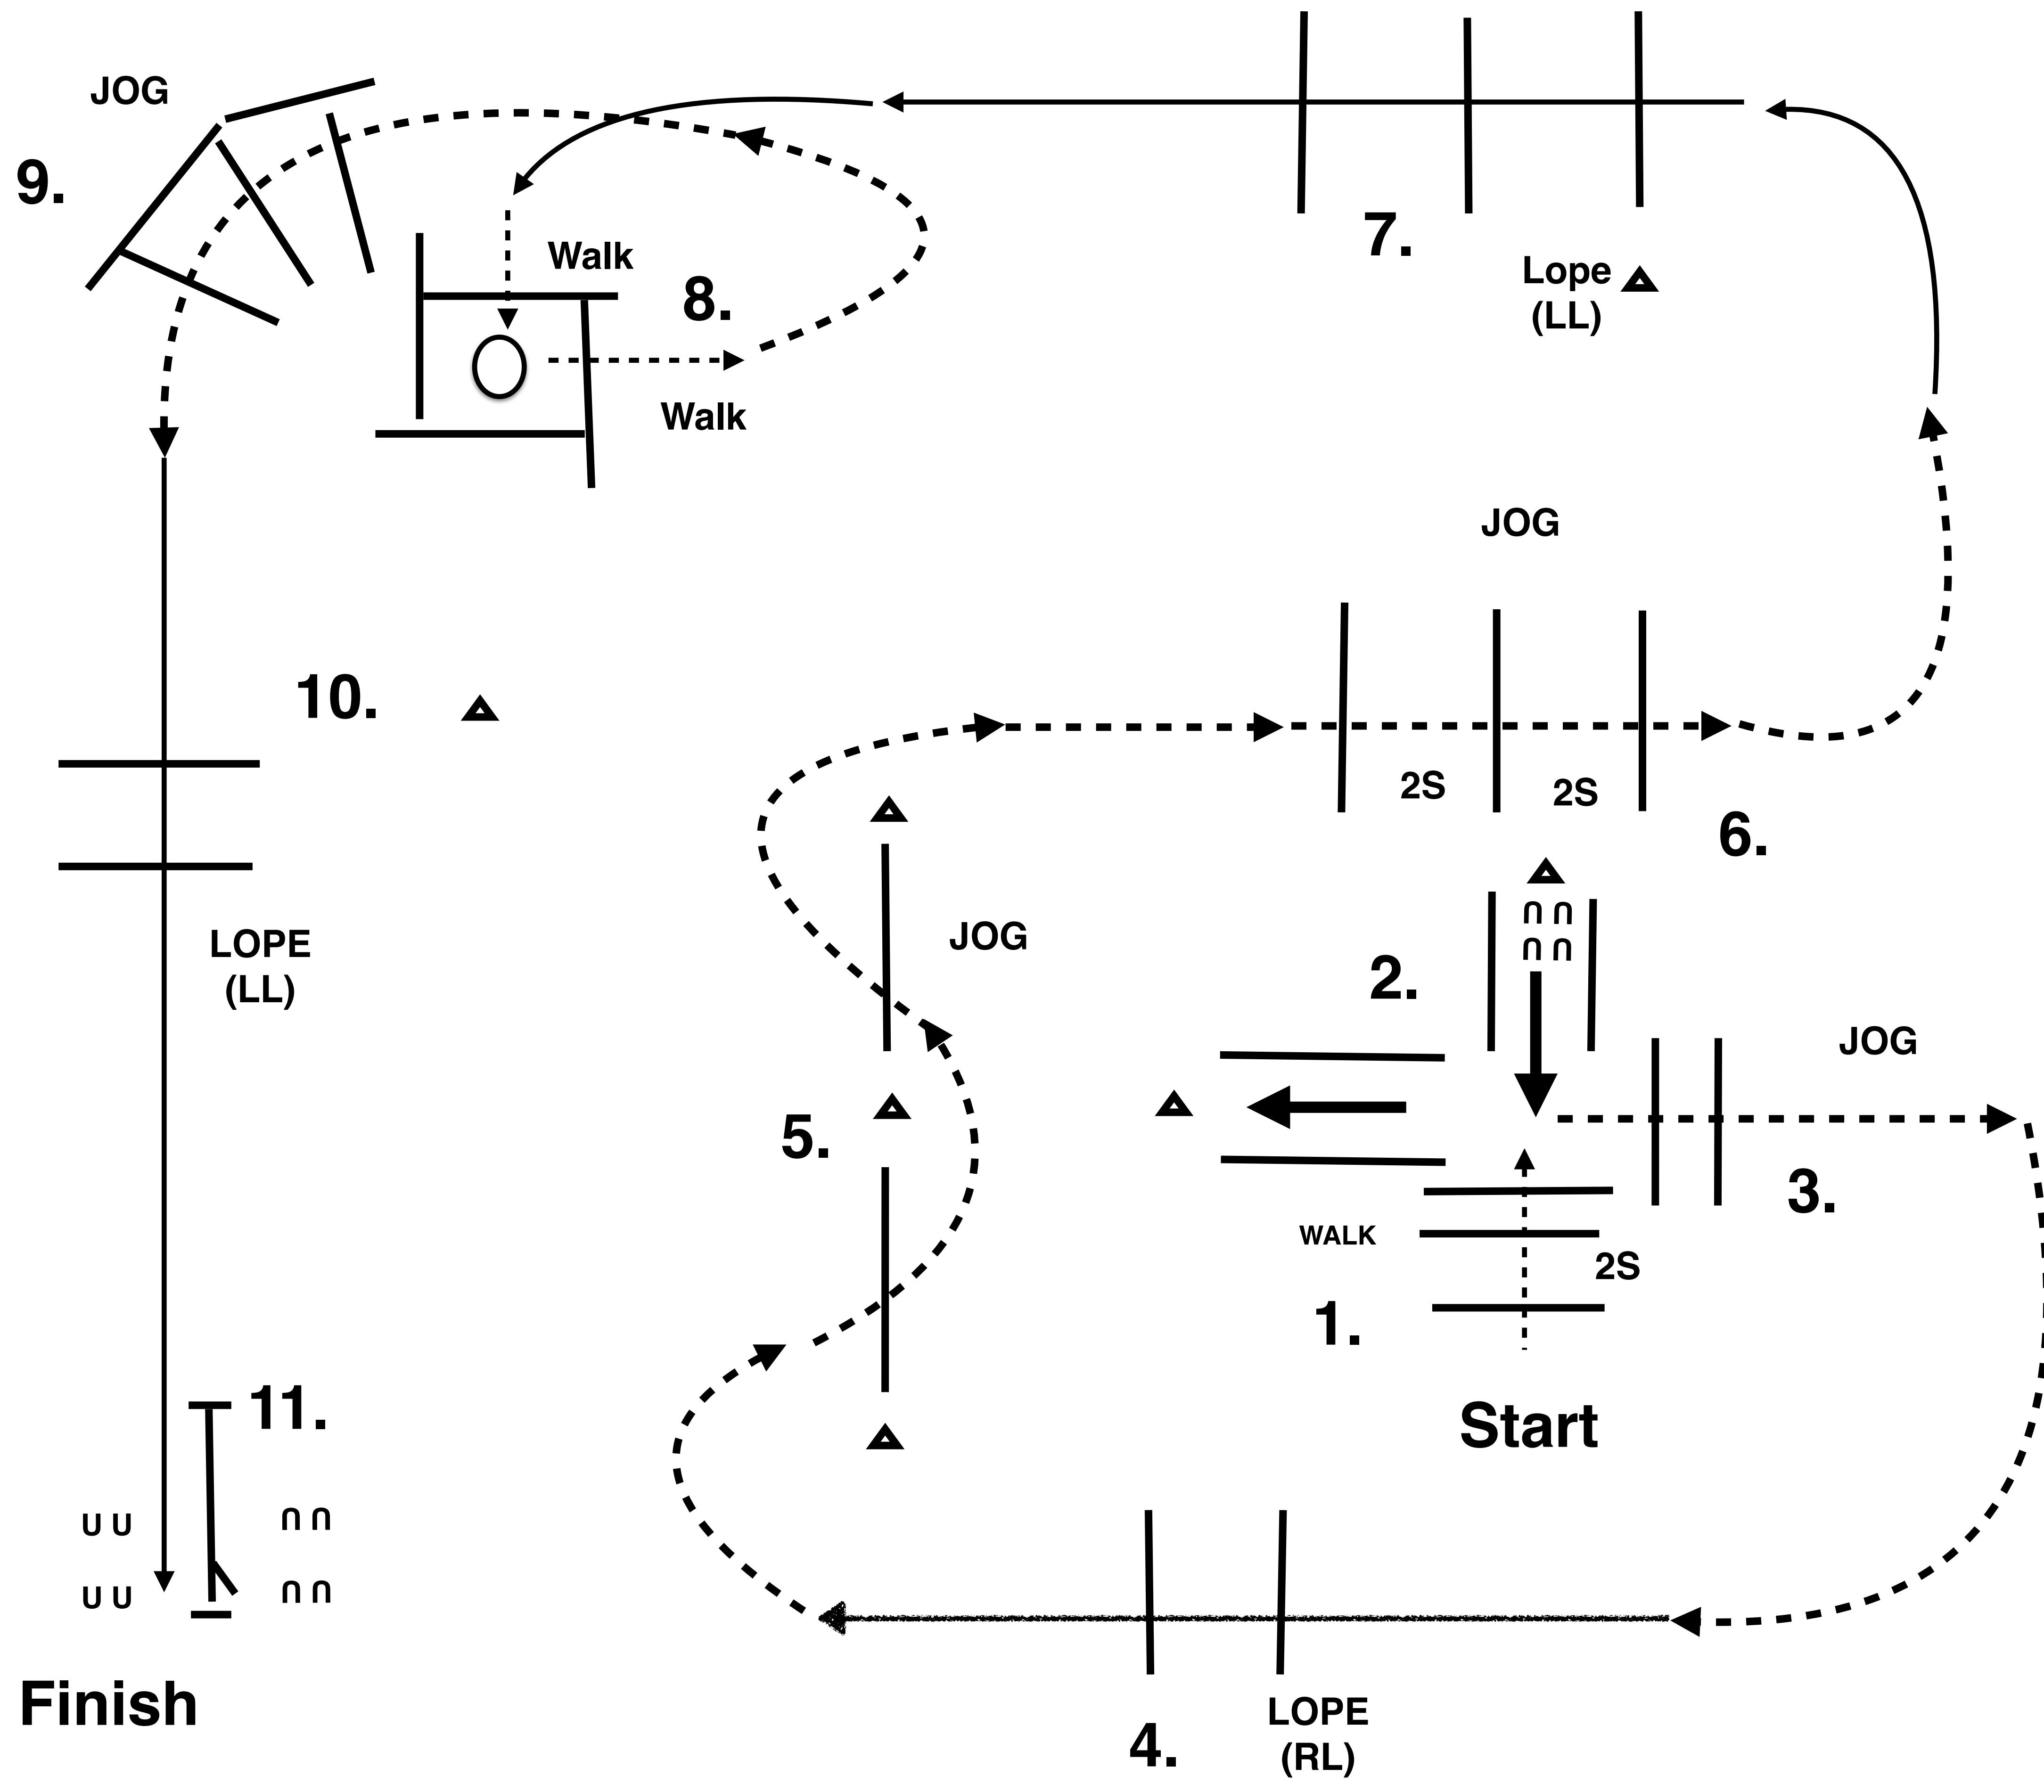 JOG
9.
Walk
8.
Walk
7.
Lope
(LL)
JOG
10.
2S
2S
6.
LOPE
(LL)
JOG
2.
∩ ∩
∩ ∩
JOG
5.
3.
WALK
2S
1.
Start
11.
U U
∩ ∩
U U
∩ ∩
Finish
4.
LOPE
(RL)